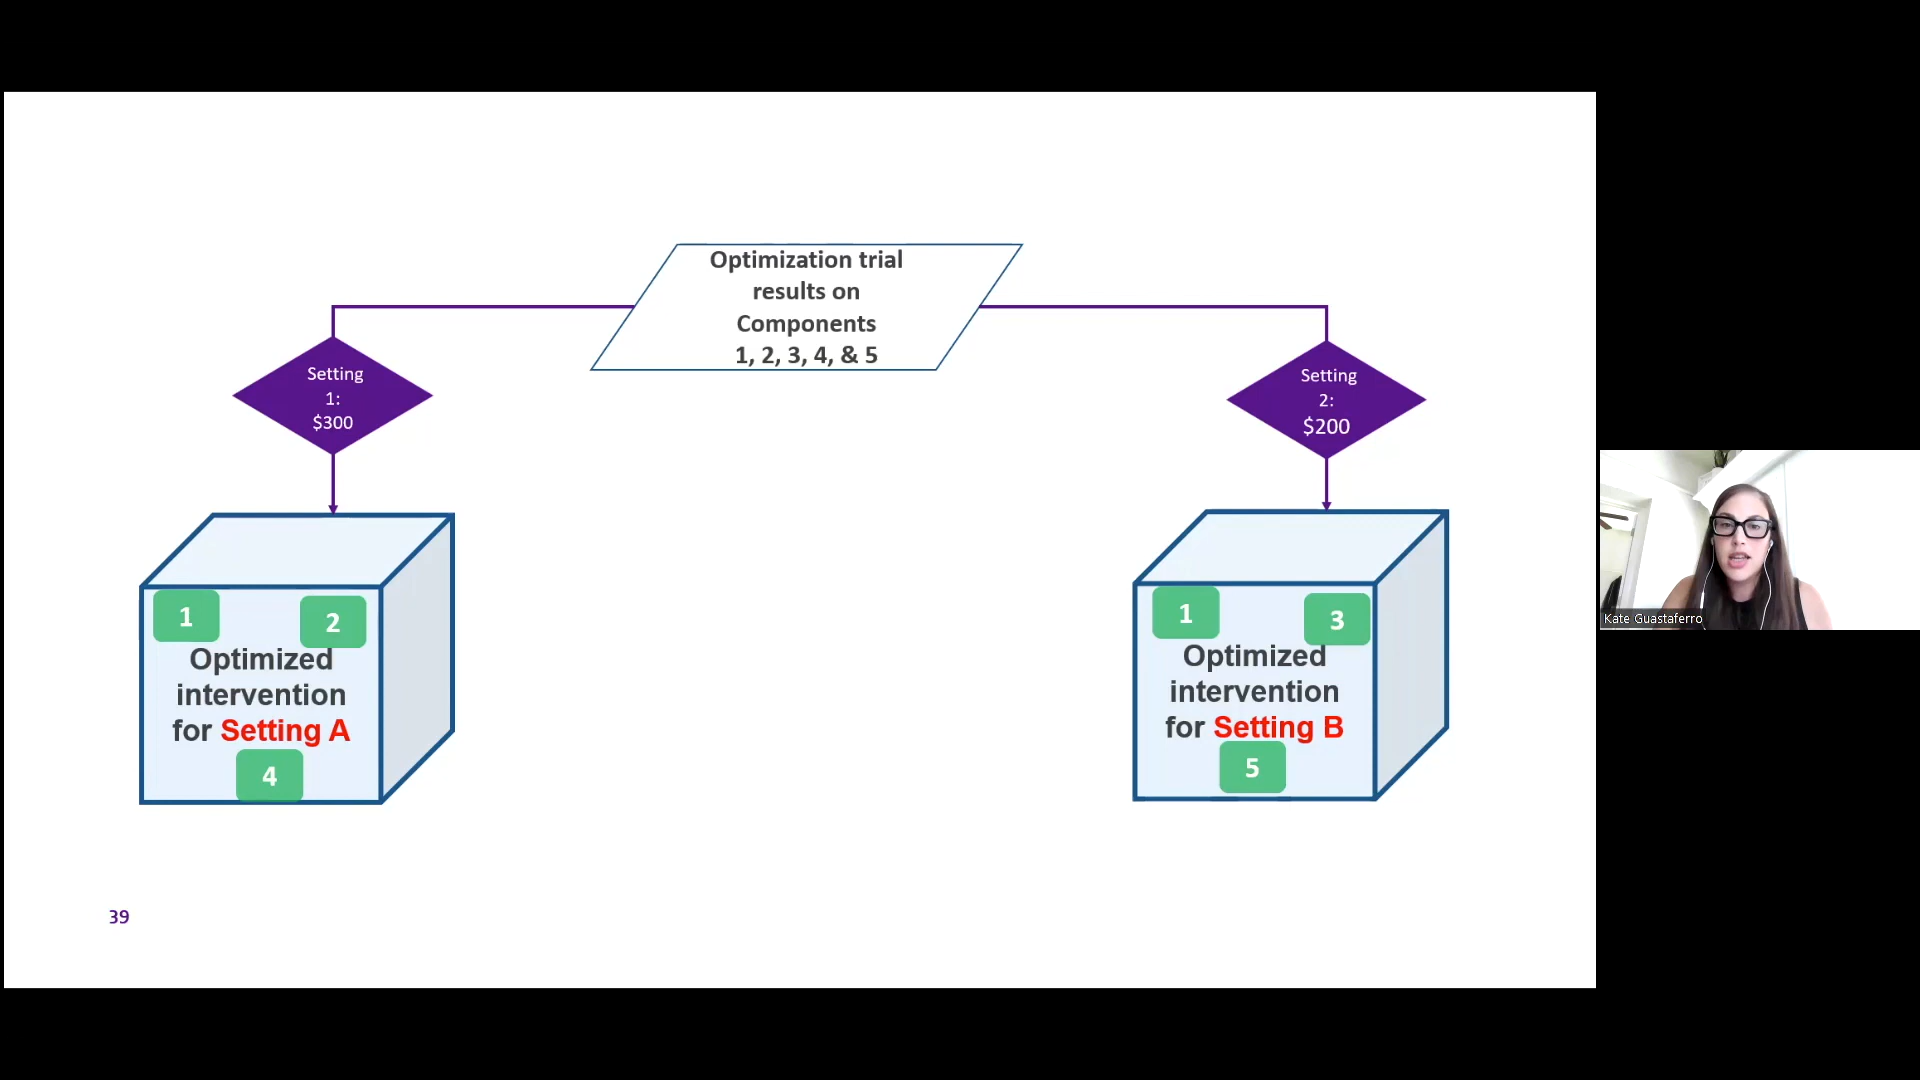 Optimization trial
results on
Components
1, 2, 3, 4, & 5
Setting
1:
$300
Setting
2:
$200
1
2
Optimized
intervention
for Setting A
4
1
3
Optimized
intervention
for Setting B
5
Kate Guastaferro
39